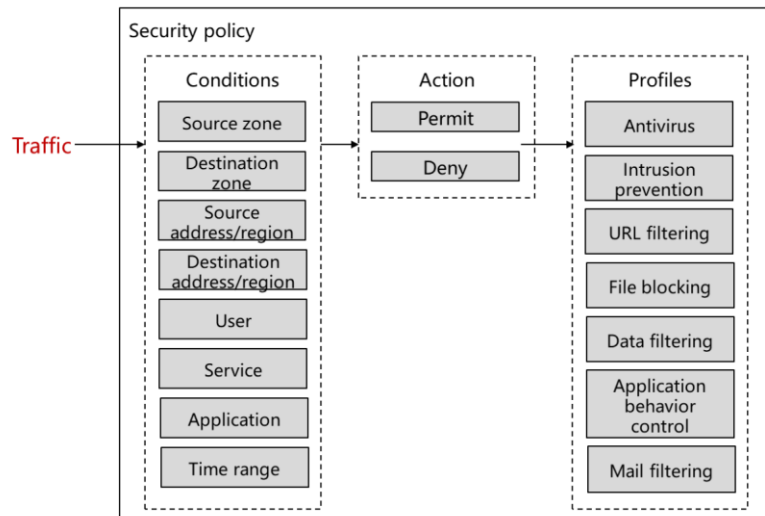 Security policy
Traffic
Conditions
Source zone
Destination
zone
Source
address/region
Destination
address/region
User
Service
Application
Time range
Action
Permit
Deny
Profiles
Antivirus
Intrusion
prevention
URL filtering
File blocking
Data filtering
Application
behavior
control
Mail filtering